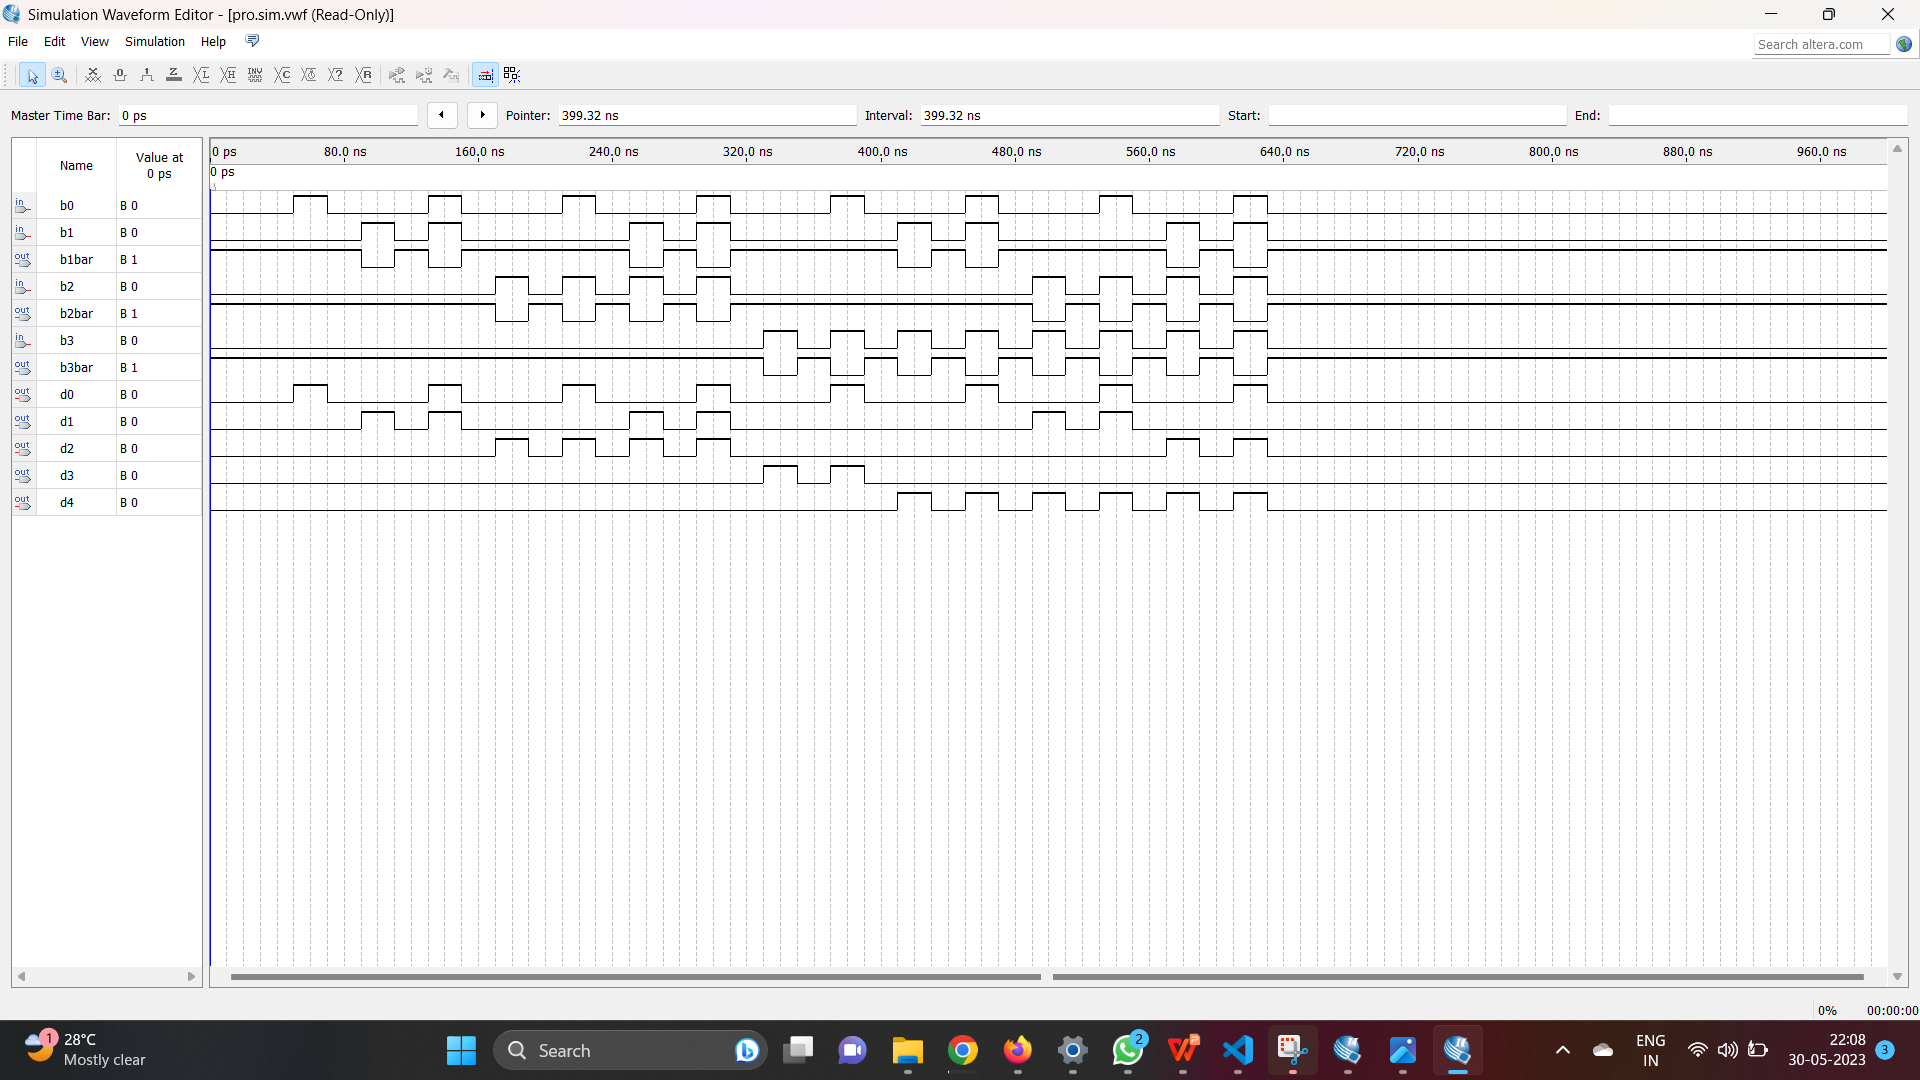 Simulation Waveform Editor - [pro.sim.vwf (Read-Only)]
File Edit View Simulation Help
Search altera.com
Master Time Bar: 0 ps Pointer: 399.32 ns Interval: 399.32 ns Start: End:
Name Value at 0 ps
0 ps 80.0 ns 160.0 ns 240.0 ns 320.0 ns 400.0 ns 480.0 ns 560.0 ns 640.0 ns 720.0 ns 800.0 ns 880.0 ns 960.0 ns
0 ps
in b0 B 0
in b1 B 0
out b1bar B 1
in b2 B 0
out b2bar B 1
in b3 B 0
out b3bar B 1
out d0 B 0
out d1 B 0
out d2 B 0
out d3 B 0
out d4 B 0
0% 00:00:00
1 28°C
Mostly clear
Search
2
ENG
IN
22:08
30-05-2023
3